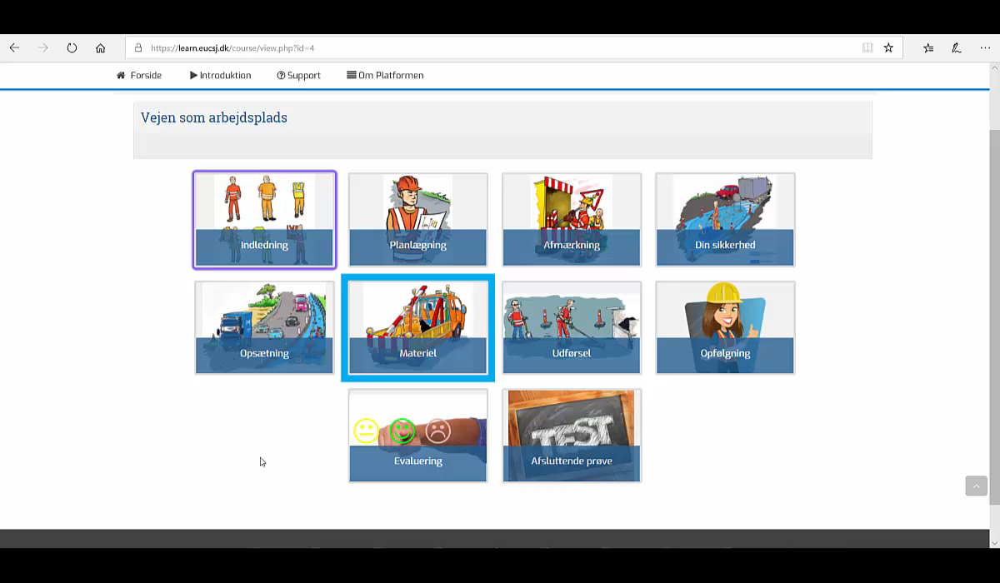 https://learn.eucsj.dk/course/view.php?id=4
Forside Introduktion Support Om Platformen
Vejen som arbejdsplads
Indledning Planlægning Afmærkning Din sikkerhed
Opsætning Materiel Udførsel Opfølgning
TEST
Evaluering Afsluttende prøve